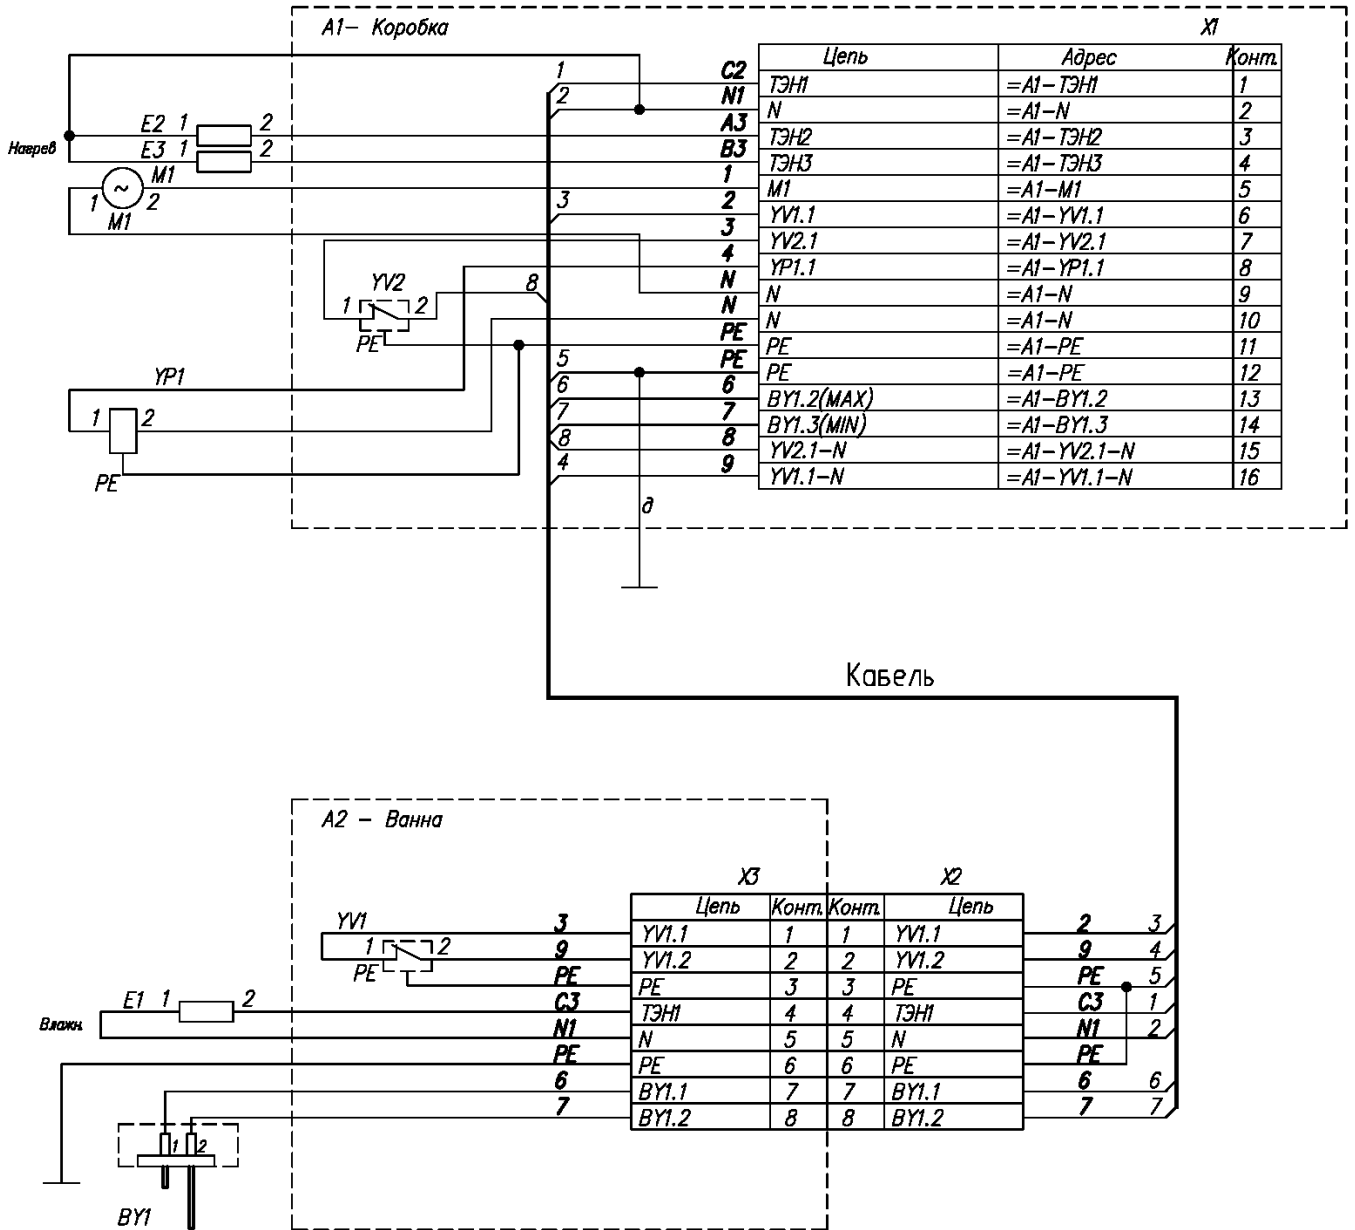 A1- Коробка
X1
Цепь Адрес Конт.
1 C2 ТЭН1 =A1-ТЭН1 1
2 N1 N =A1-N 2
E2 1 2 A3 ТЭН2 =A1-ТЭН2 3
Нагрев
E3 1 2 B3 ТЭН3 =A1-ТЭН3 4
M1
1 ~ 2 1 M1 =A1-M1 5
M1
3 2 YV1.1 =A1-YV1.1 6
3 YV2.1 =A1-YV2.1 7
4 YP1.1 =A1-YP1.1 8
YV2 8 N N =A1-N 9
1 2 N N =A1-N 10
PE PE PE =A1-PE 11
5 PE PE =A1-PE 12
YP1 6 6 BY1.2(MAX) =A1-BY1.2 13
1 2 7 7 BY1.3(MIN) =A1-BY1.3 14
8 8 YV2.1-N =A1-YV2.1-N 15
PE 4 9 YV1.1-N =A1-YV1.1-N 16
д
Кабель
A2 - Ванна
X3 X2
Цепь Конт. Конт. Цепь
YV1 3 YV1.1 1 1 YV1.1 2 3
1 2 9 YV1.2 2 2 YV1.2 9 4
PE PE PE 3 3 PE PE 5
E1 1 2 C3 ТЭН1 4 4 ТЭН1 C3 1
Влажн.
N1 N 5 5 N N1 2
PE PE 6 6 PE PE
6 BY1.1 7 7 BY1.1 6 6
7 BY1.2 8 8 BY1.2 7 7
1 2
BY1